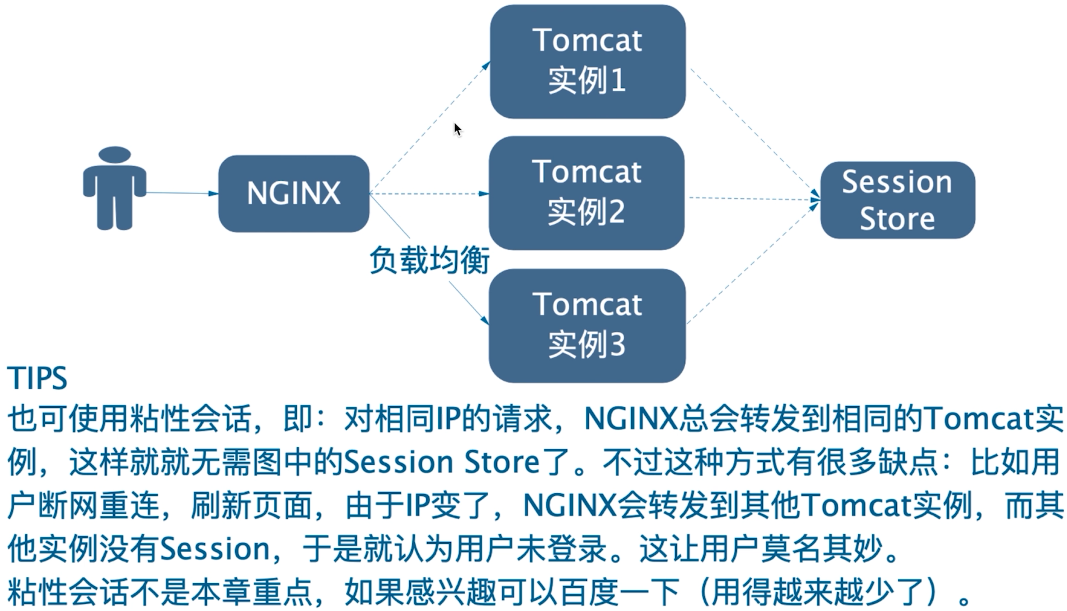 Tomcat
实例1
NGINX
Tomcat
实例2
Session
Store
负载均衡
Tomcat
实例3
TIPS
也可使用粘性会话，即：对相同IP的请求，NGINX总会转发到相同的Tomcat实
例，这样就就无需图中的Session Store了。不过这种方式有很多缺点：比如用
户断网重连，刷新页面，由于IP变了，NGINX会转发到其他Tomcat实例，而其
他实例没有Session，于是就认为用户未登录。这让用户莫名其妙。
粘性会话不是本章重点，如果感兴趣可以百度一下（用得越来越少了）。